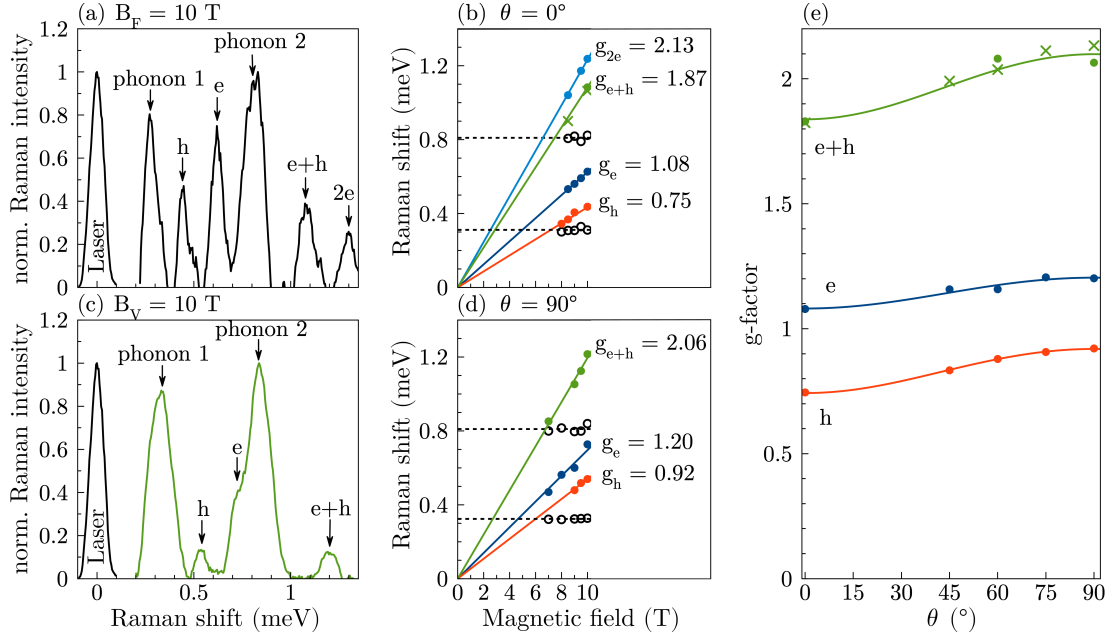 (a) B_F = 10 T
norm. Raman intensity
1.2
1
0.8
0.6
0.4
0.2
0
Laser
phonon 1
h
e
phonon 2
e+h
2e
(b) θ = 0°
Raman shift (meV)
1.2
0.8
0.4
0
g_2e = 2.13
g_e+h = 1.87
g_e = 1.08
g_h = 0.75
(c) B_V = 10 T
norm. Raman intensity
1.2
1
0.8
0.6
0.4
0.2
0
Laser
phonon 1
h
e
phonon 2
e+h
0 0.5 1
Raman shift (meV)
(d) θ = 90°
Raman shift (meV)
1.2
0.8
0.4
0
g_e+h = 2.06
g_e = 1.20
g_h = 0.92
0 2 4 6 8 10
Magnetic field (T)
(e)
g-factor
2
1.5
1
0.5
0
e+h
e
h
0 15 30 45 60 75 90
θ (°)